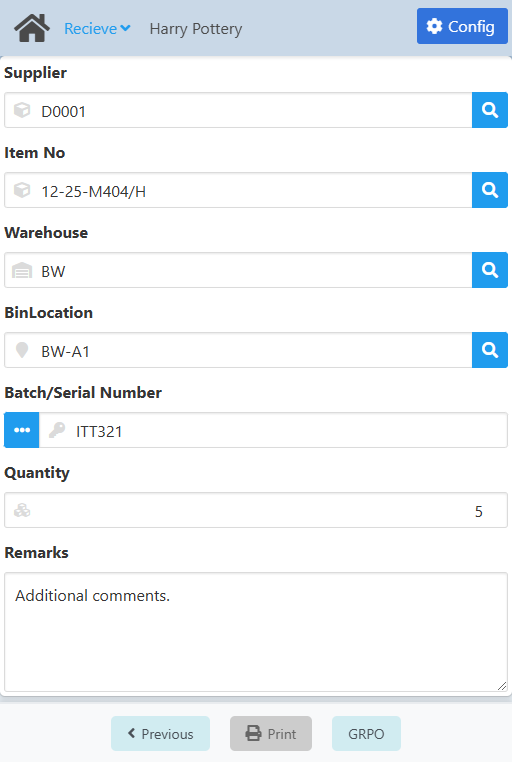 Recieve Harry Pottery Config
Supplier
D0001
Item No
12-25-M404/H
Warehouse
BW
BinLocation
BW-A1
Batch/Serial Number
ITT321
Quantity
5
Remarks
Additional comments.
Previous Print GRPO